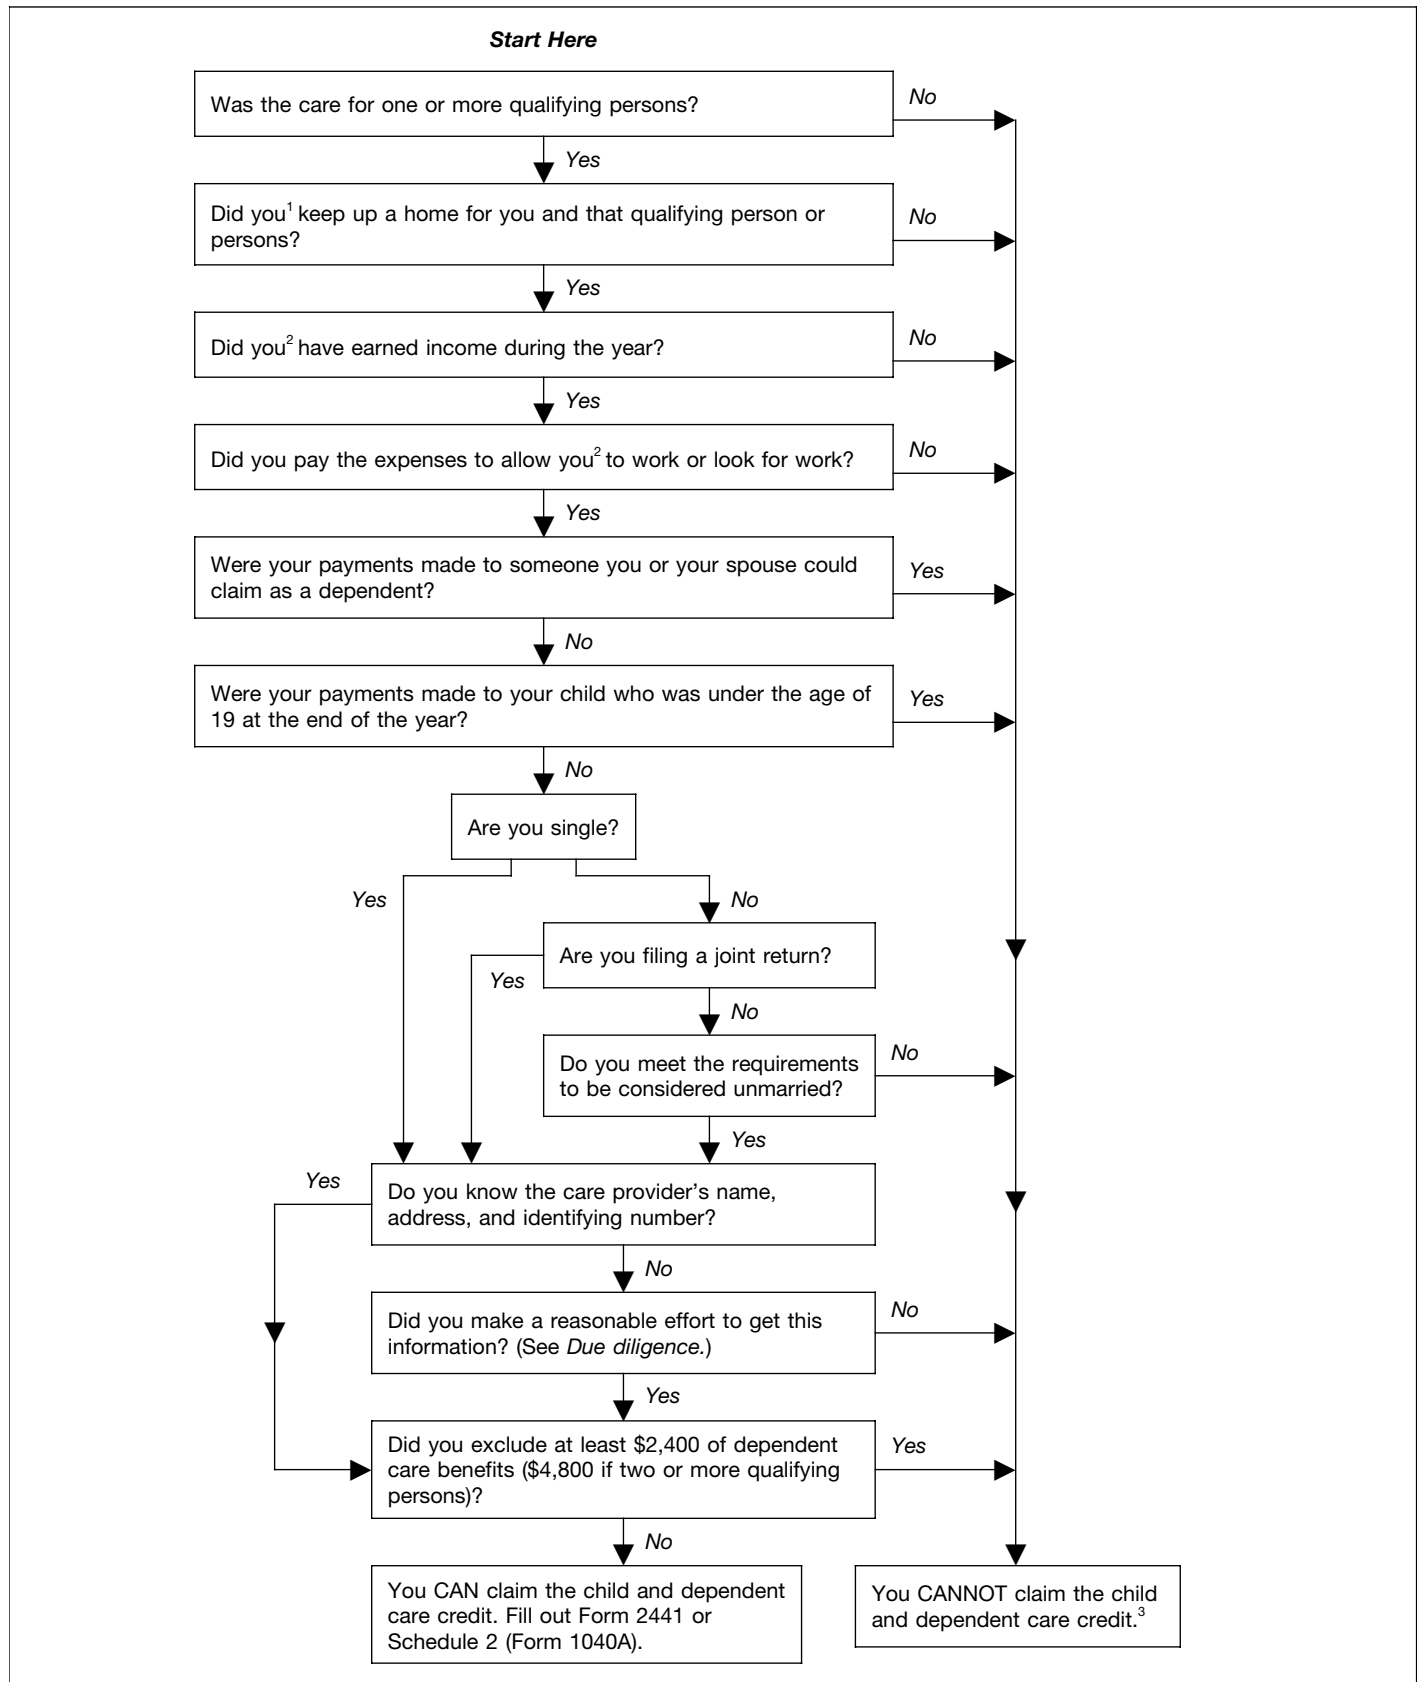 Start Here
Was the care for one or more qualifying persons?
No
Yes
Did you1 keep up a home for you and that qualifying person or
persons?
No
Yes
Did you2 have earned income during the year?
No
Yes
Did you pay the expenses to allow you2 to work or look for work?
No
Yes
Were your payments made to someone you or your spouse could
claim as a dependent?
Yes
No
Were your payments made to your child who was under the age of
19 at the end of the year?
Yes
No
Are you single?
Yes
No
Are you filing a joint return?
Yes
No
Do you meet the requirements
to be considered unmarried?
No
Yes
Yes
Do you know the care provider's name,
address, and identifying number?
No
Did you make a reasonable effort to get this
information? (See Due diligence.)
No
Yes
Did you exclude at least $2,400 of dependent
care benefits ($4,800 if two or more qualifying
persons)?
Yes
No
You CAN claim the child and dependent
care credit. Fill out Form 2441 or
Schedule 2 (Form 1040A).
You CANNOT claim the child
and dependent care credit.3